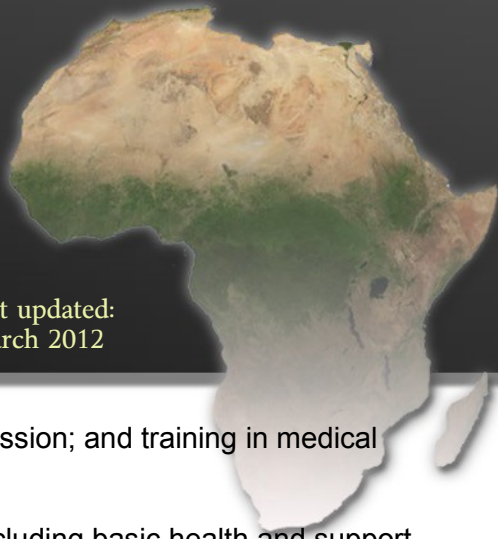 t updated:
rch 2012
ssion; and training in medical
cluding basic health and support